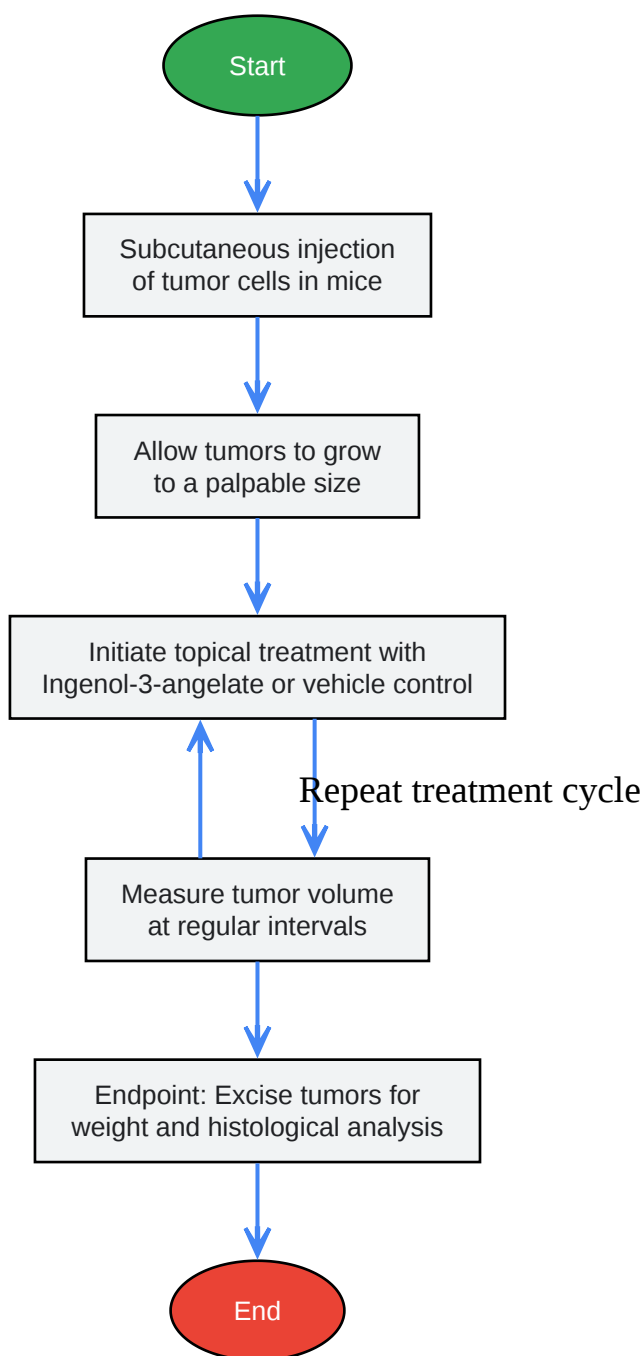 Start
Subcutaneous injection
of tumor cells in mice
Allow tumors to grow
to a palpable size
Initiate topical treatment with
Ingenol-3-angelate or vehicle control
Repeat treatment cycle
Measure tumor volume
at regular intervals
Endpoint: Excise tumors for
weight and histological analysis
End